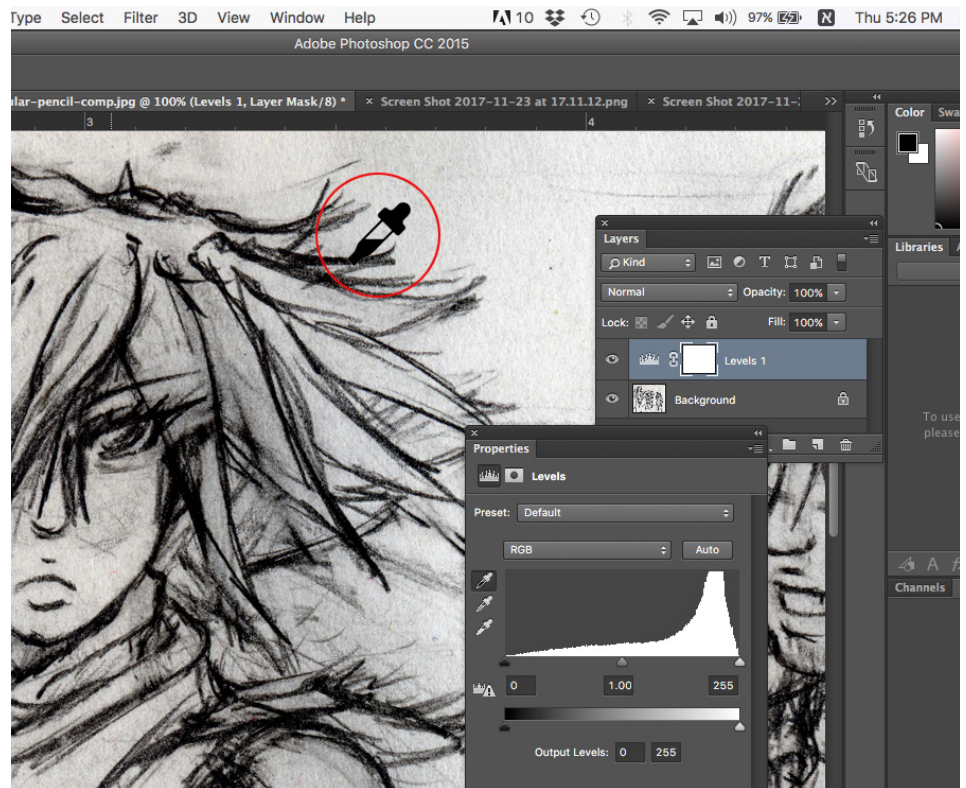 Type Select Filter 3D View Window Help 10 97% א Thu 5:26 PM
Adobe Photoshop CC 2015
ular-pencil-comp.jpg @ 100% (Levels 1, Layer Mask/8) * × Screen Shot 2017-11-23 at 17.11.12.png × Screen Shot 2017-11-
3 4
Color Swa
Layers
Kind
Normal Opacity: 100%
Lock: Fill: 100%
Levels 1
Background
Libraries A
To use
please
Properties
Levels
Preset: Default
RGB Auto
0 1.00 255
Output Levels: 0 255
Channels